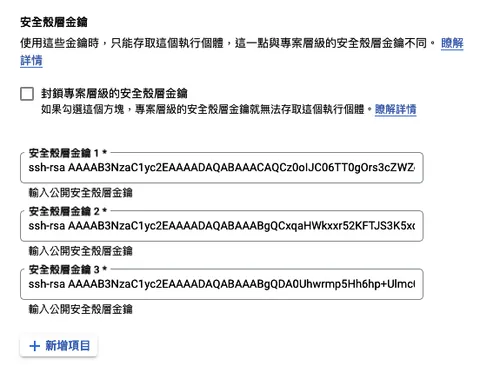 安全殼層金鑰
使用這些金鑰時，只能存取這個執行個體，這一點與專案層級的安全殼層金鑰不同。瞭解
詳情
封鎖專案層級的安全殼層金鑰
如果勾選這個方塊，專案層級的安全殼層金鑰就無法存取這個執行個體。瞭解詳情
安全殼層金鑰 1 *
ssh-rsa AAAAB3NzaC1yc2EAAAADAQABAAACAQCz0oIJC06TT0gOrs3cZWZ
輸入公開安全殼層金鑰
安全殼層金鑰 2 *
ssh-rsa AAAAB3NzaC1yc2EAAAADAQABAAABgQCxqaHWkxxr52KFTJS3K5x
輸入公開安全殼層金鑰
安全殼層金鑰 3 *
ssh-rsa AAAAB3NzaC1yc2EAAAADAQABAAABgQDA0Uhwrmp5Hh6hp+Ulmc
輸入公開安全殼層金鑰
+ 新增項目